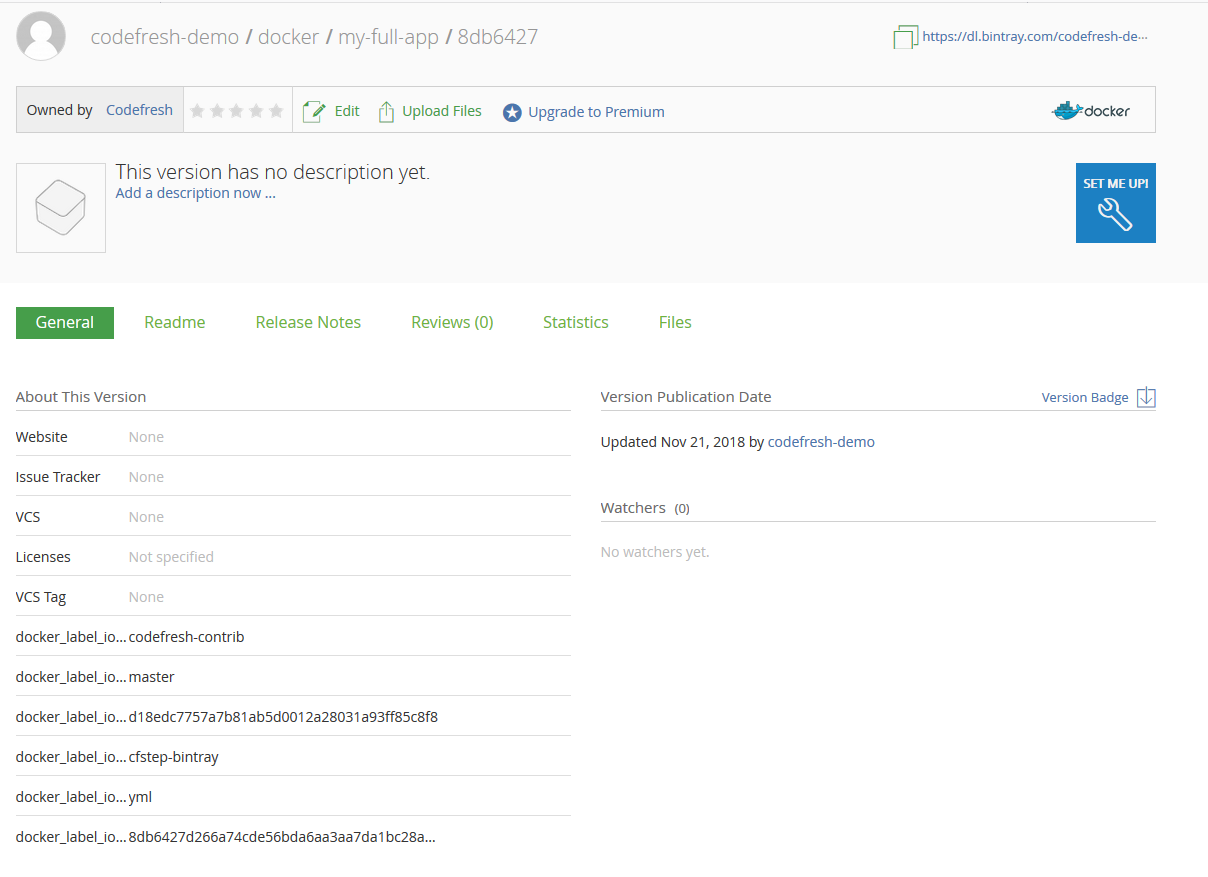 codefresh-demo / docker / my-full-app / 8db6427
https://dl.bintray.com/codefresh-de...
Owned by Codefresh
Edit
Upload Files
Upgrade to Premium
docker
This version has no description yet.
Add a description now ...
SET ME UP!
General
Readme
Release Notes
Reviews (0)
Statistics
Files
About This Version
Website None
Issue Tracker None
VCS None
Licenses Not specified
VCS Tag None
docker_label_io... codefresh-contrib
docker_label_io... master
docker_label_io... d18edc7757a7b81ab5d0012a28031a93ff85c8f8
docker_label_io... cfstep-bintray
docker_label_io... yml
docker_label_io... 8db6427d266a74cde56bda6aa3aa7da1bc28a...
Version Publication Date
Version Badge
Updated Nov 21, 2018 by codefresh-demo
Watchers (0)
No watchers yet.